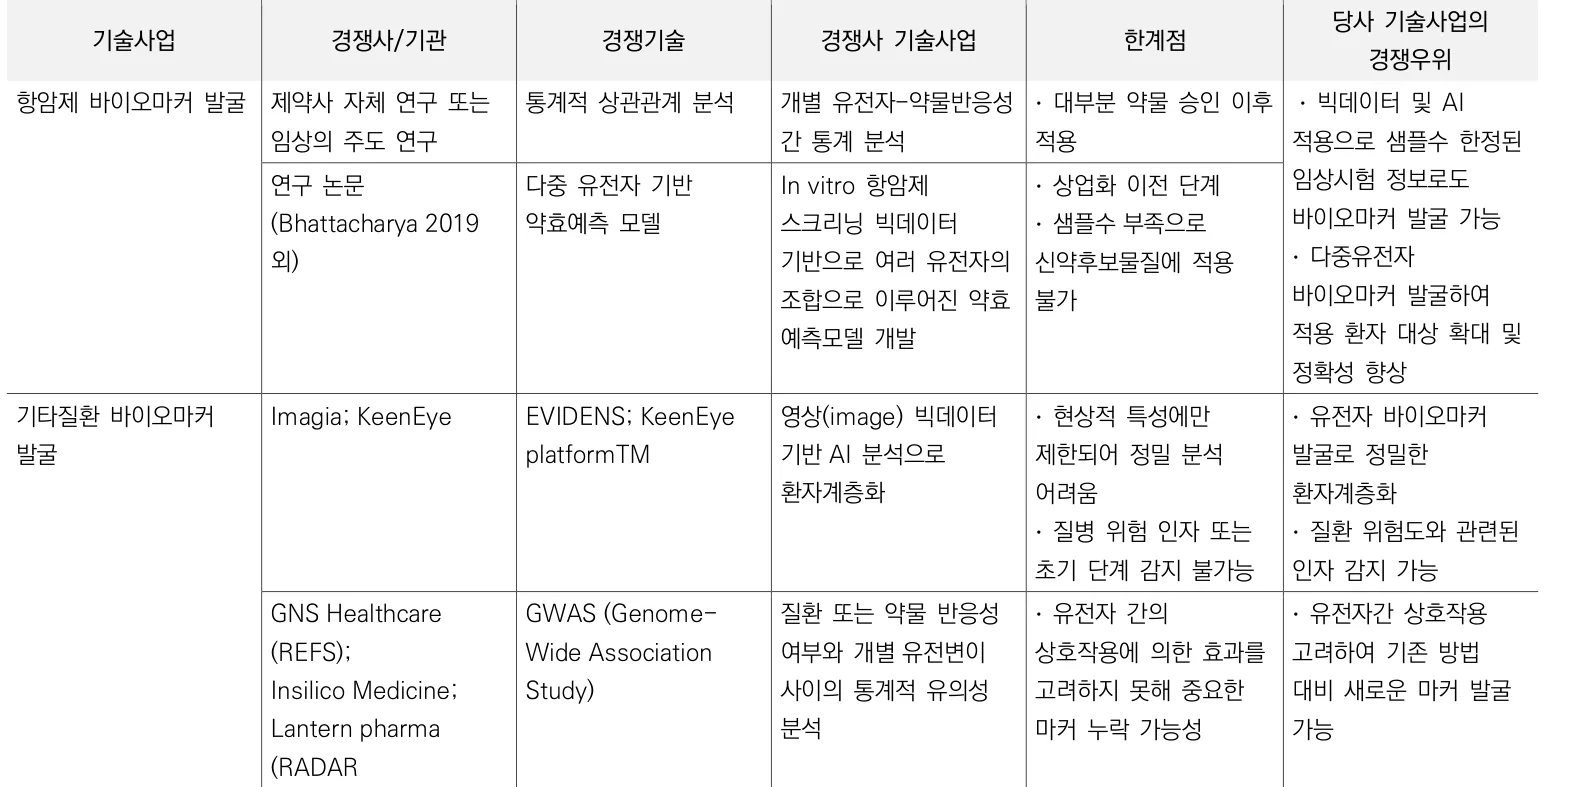 기술사업
경쟁사/기관
경쟁기술
경쟁사 기술사업
한계점
당사 기술사업의
경쟁우위
항암제 바이오마커 발굴
제약사 자체 연구 또는
임상의 주도 연구
통계적 상관관계 분석
개별 유전자-약물반응성
간 통계 분석
· 대부분 약물 승인 이후
적용
· 빅데이터 및 AI
적용으로 샘플수 한정된
임상시험 정보로도
바이오마커 발굴 가능
· 다중유전자
바이오마커 발굴하여
적용 환자 대상 확대 및
정확성 향상
연구 논문
(Bhattacharya 2019
외)
다중 유전자 기반
약효예측 모델
In vitro 항암제
스크리닝 빅데이터
기반으로 여러 유전자의
조합으로 이루어진 약효
예측모델 개발
· 상업화 이전 단계
· 샘플수 부족으로
신약후보물질에 적용
불가
기타질환 바이오마커
발굴
Imagia; KeenEye
EVIDENS; KeenEye
platformTM
영상(image) 빅데이터
기반 AI 분석으로
환자계층화
· 현상적 특성에만
제한되어 정밀 분석
어려움
· 질병 위험 인자 또는
초기 단계 감지 불가능
· 유전자 바이오마커
발굴로 정밀한
환자계층화
· 질환 위험도와 관련된
인자 감지 가능
GNS Healthcare
(REFS);
Insilico Medicine;
Lantern pharma
(RADAR
GWAS (Genome-
Wide Association
Study)
질환 또는 약물 반응성
여부와 개별 유전변이
사이의 통계적 유의성
분석
· 유전자 간의
상호작용에 의한 효과를
고려하지 못해 중요한
마커 누락 가능성
· 유전자간 상호작용
고려하여 기존 방법
대비 새로운 마커 발굴
가능